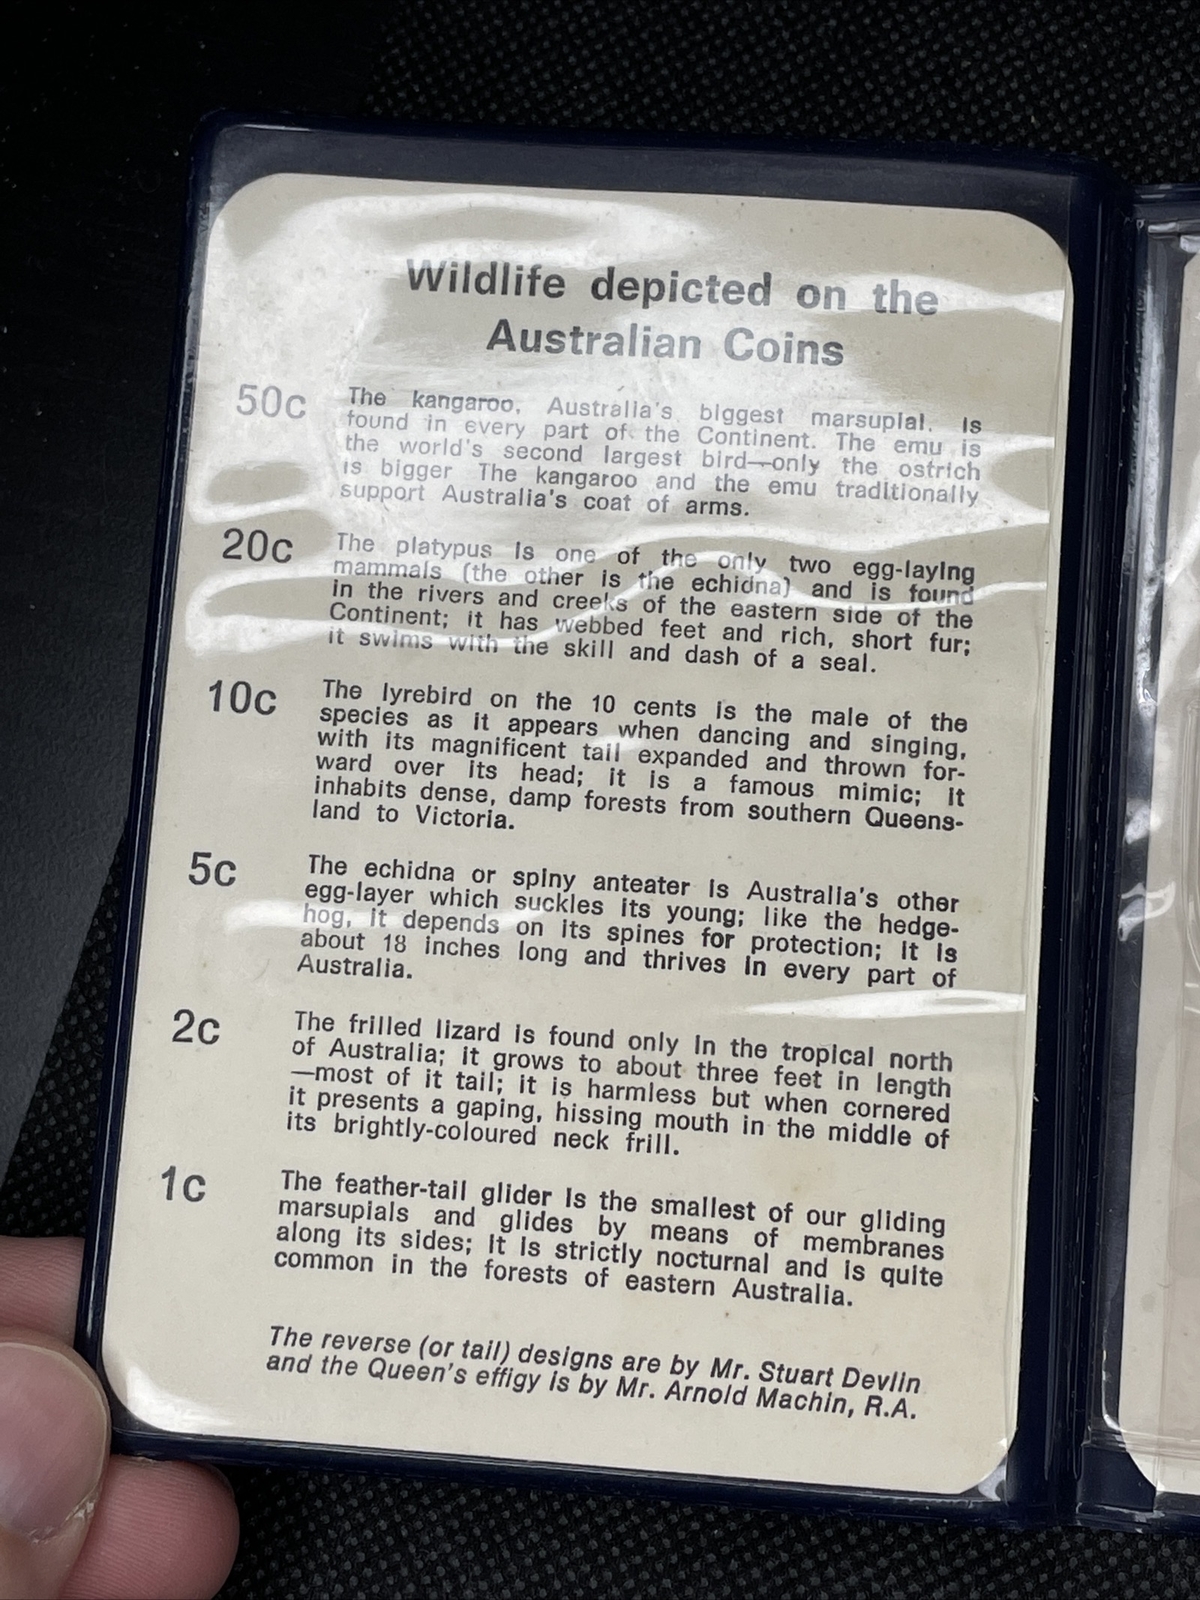 Wildlife depicted on the
Australian Coins
50c
The kangaroo, Australia's biggest marsupial, is
found in every part of the Continent. The emu is
the world's second largest bird—only the ostrich
is bigger The kangaroo and the emu traditionally
support Australia's coat of arms.
20c
The platypus is one of the only two egg-laying
mammals (the other is the echidna) and is found
in the rivers and creeks of the eastern side of the
Continent; it has webbed feet and rich, short fur;
it swims with the skill and dash of a seal.
10c
The lyrebird on the 10 cents is the male of the
species as it appears when dancing and singing,
with its magnificent tail expanded and thrown for-
ward over its head; it is a famous mimic; it
inhabits dense, damp forests from southern Queens-
land to Victoria.
5c
The echidna or spiny anteater is Australia's other
egg-layer which suckles its young; like the hedge-
hog, it depends on its spines for protection; it is
about 18 inches long and thrives in every part of
Australia.
2c
The frilled lizard is found only in the tropical north
of Australia; it grows to about three feet in length
—most of it tail; it is harmless but when cornered
it presents a gaping, hissing mouth in the middle of
its brightly-coloured neck frill.
1c
The feather-tail glider is the smallest of our gliding
marsupials and glides by means of membranes
along its sides; it is strictly nocturnal and is quite
common in the forests of eastern Australia.
The reverse (or tail) designs are by Mr. Stuart Devlin
and the Queen's effigy is by Mr. Arnold Machin, R.A.